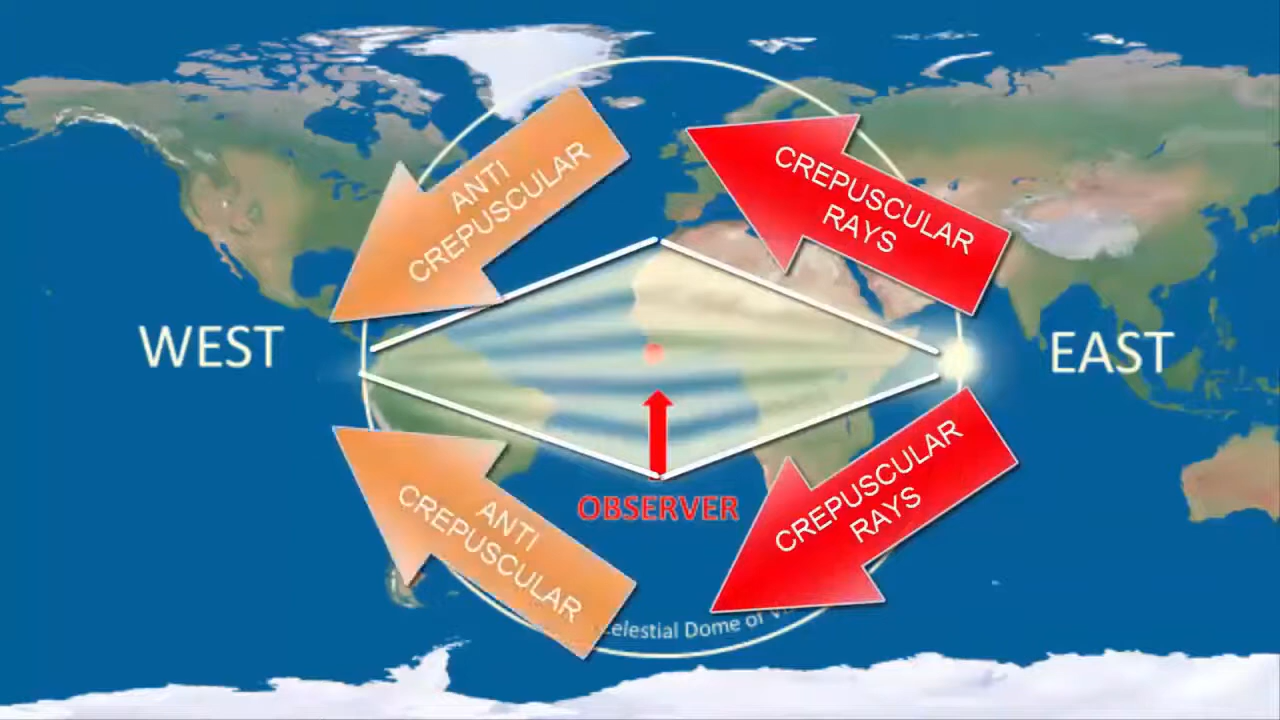 ANTI
CREPUSCULAR
CREPUSCULAR
RAYS
WEST
EAST
OBSERVER
CREPUSCULAR
RAYS
ANTI
CREPUSCULAR
Celestial Dome of